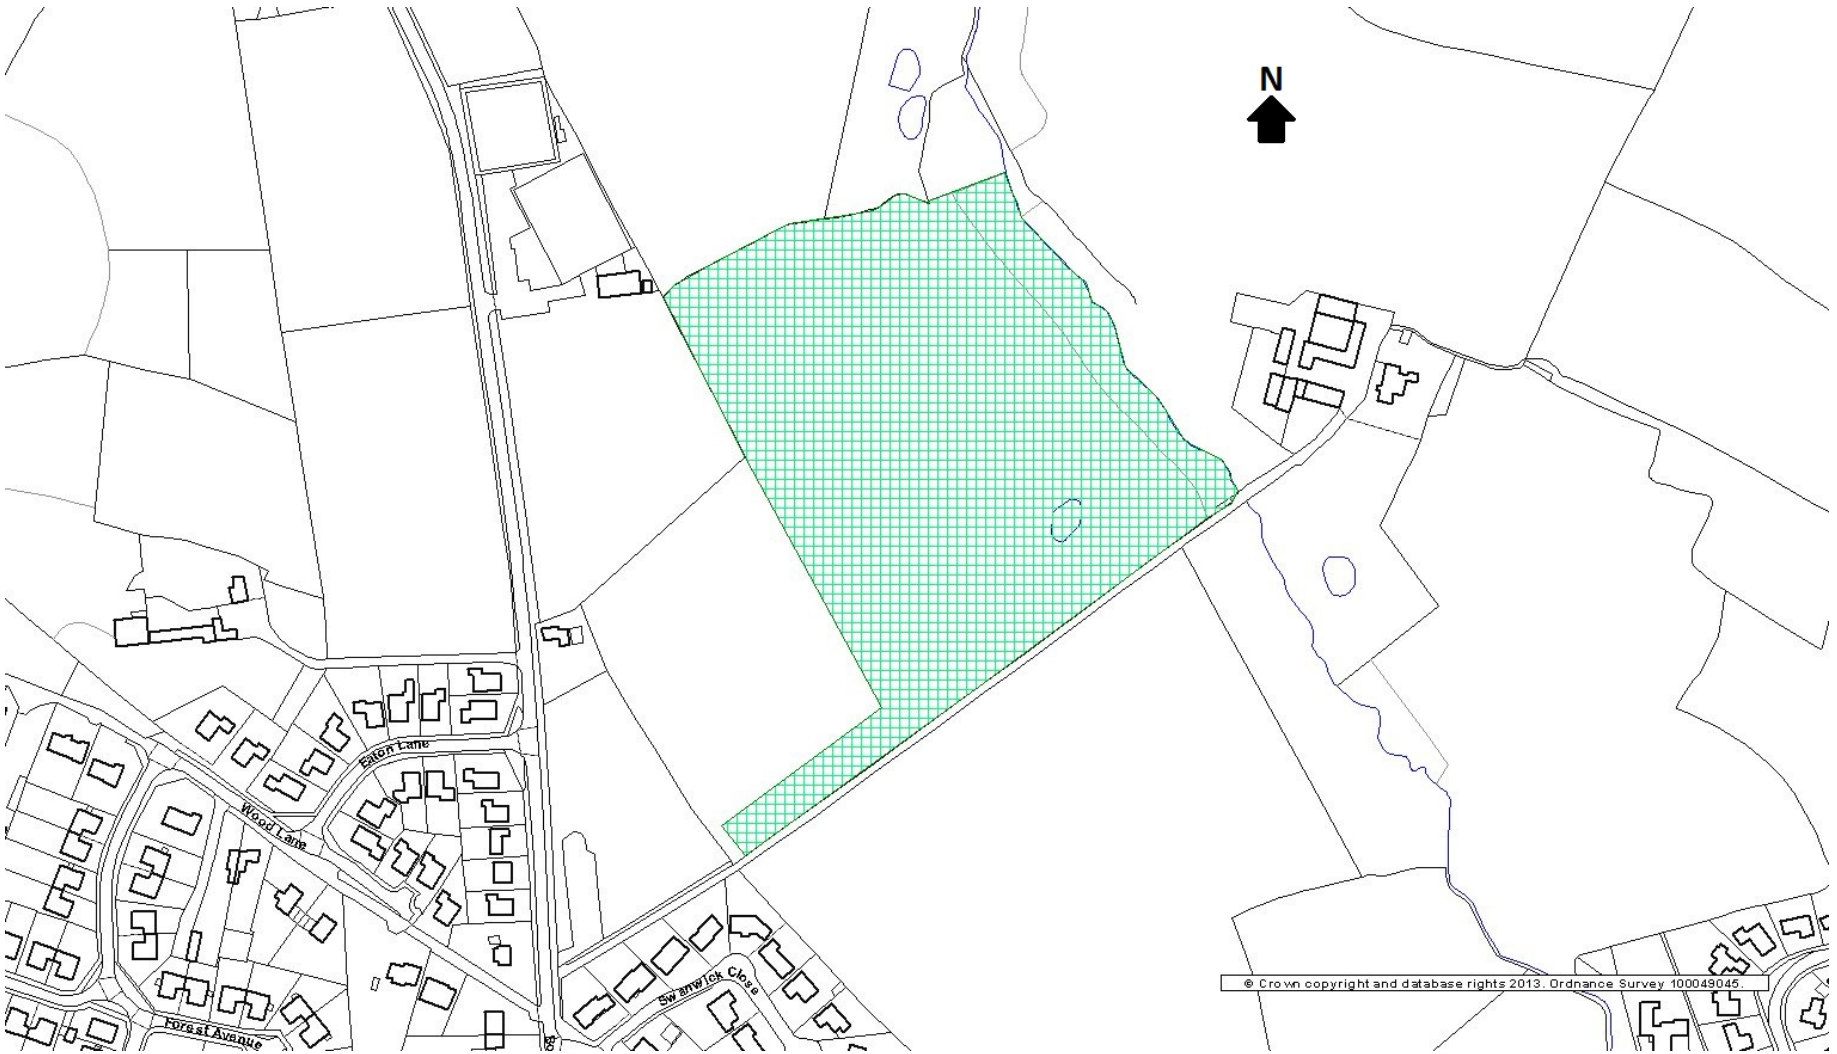 N
Eaton Lane
Wood Lane
Swanwick Close
© Crown copyright and database rights 2013. Ordnance Survey 100049045.
Forest Avenue